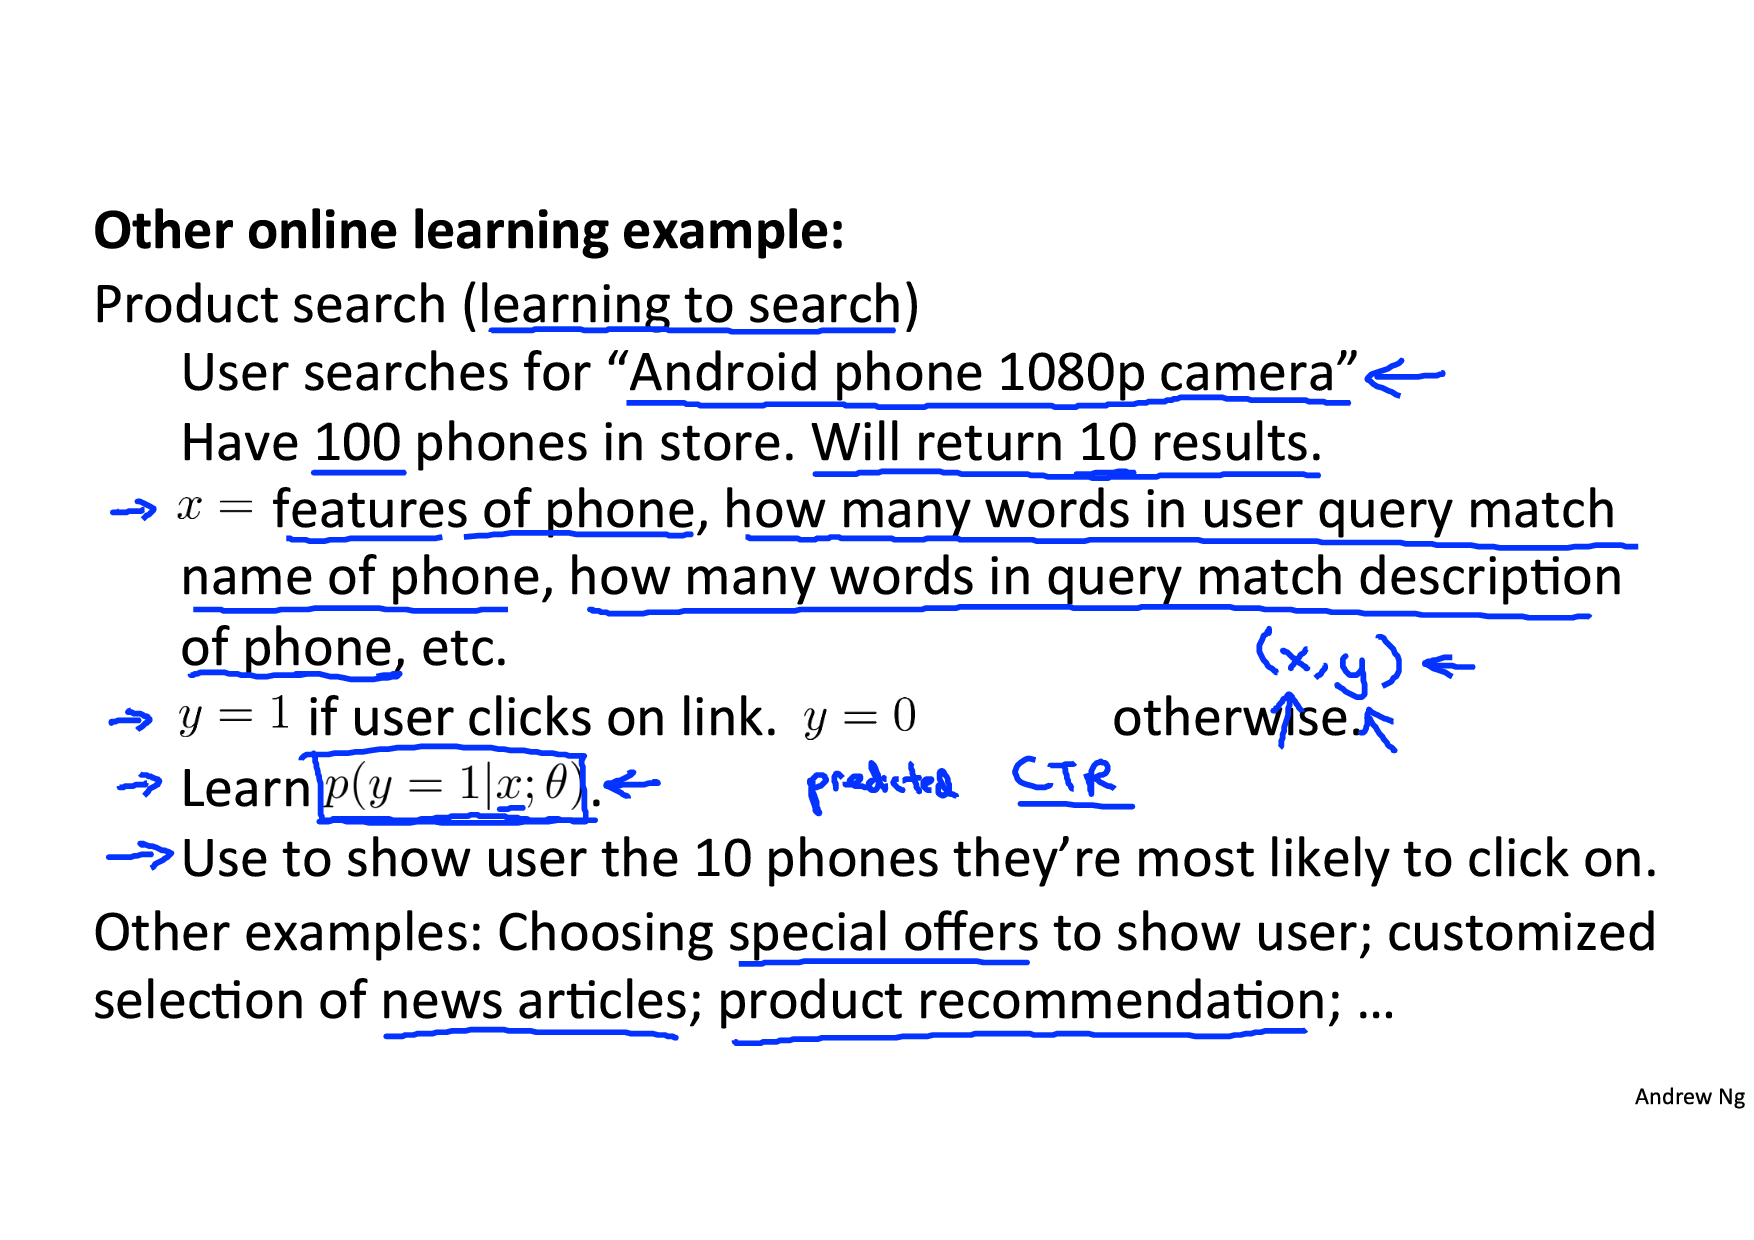 Other online learning example:
Product search (learning to search)
User searches for “Android phone 1080p camera”
Have 100 phones in store. Will return 10 results.
x = features of phone, how many words in user query match
name of phone, how many words in query match description
of phone, etc.
(x, y)
y = 1 if user clicks on link. y = 0 otherwise.
Learn p(y = 1|x; θ). predicted CTR
Use to show user the 10 phones they’re most likely to click on.
Other examples: Choosing special offers to show user; customized
selection of news articles; product recommendation; …
Andrew Ng